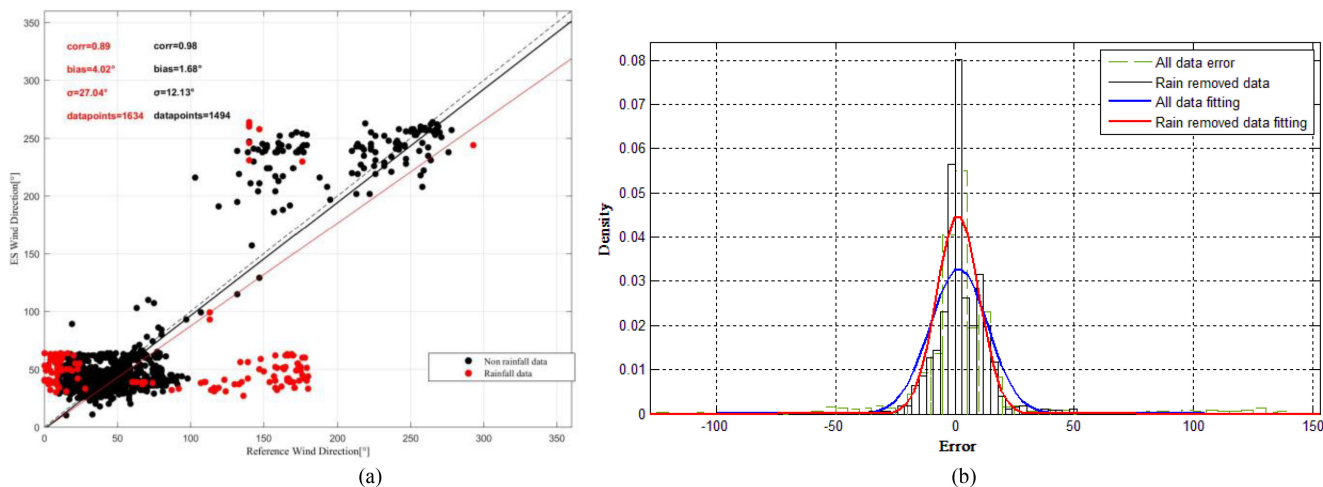 corr=0.89 corr=0.98
bias=4.02° bias=1.68°
σ=27.04° σ=12.13°
datapoints=1634 datapoints=1494
350
300
250
200
150
100
50
0
ES Wind Direction[°]
Non rainfall data
Rainfall data
0 50 100 150 200 250 300 350
Reference Wind Direction[°]
(a)
All data error
Rain removed data
All data fitting
Rain removed data fitting
0.08
0.07
0.06
0.05
0.04
0.03
0.02
0.01
0
Density
-100 -50 0 50 100 150
Error
(b)